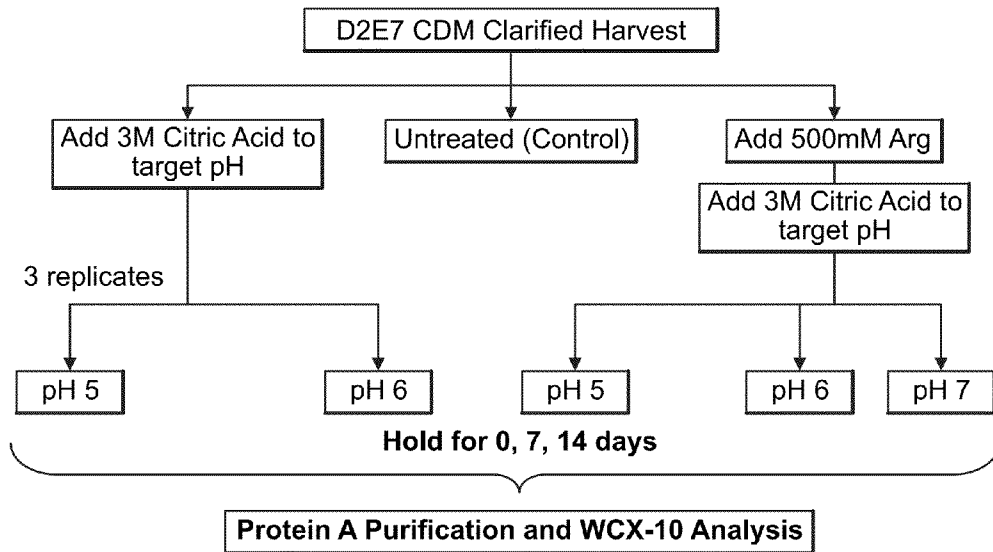 D2E7 CDM Clarified Harvest
Add 3M Citric Acid to
target pH
Untreated (Control)
Add 500mM Arg
Add 3M Citric Acid to
target pH
3 replicates
pH 5
pH 6
pH 5
pH 6
pH 7
Hold for 0, 7, 14 days
Protein A Purification and WCX-10 Analysis